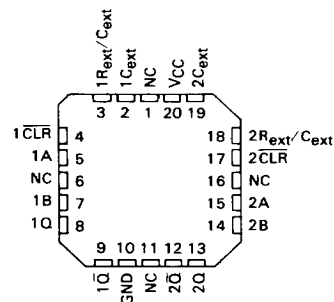 1Rext/Cext
1Cext
NC
VCC
2Cext
3 2 1 20 19
1C̅L̅R̅ 4
1A 5
NC 6
1B 7
1Q 8
18 2Rext/Cext
17 2C̅L̅R̅
16 NC
15 2A
14 2B
9 10 11 12 13
1Q̅
GND
NC
2Q̅
2Q